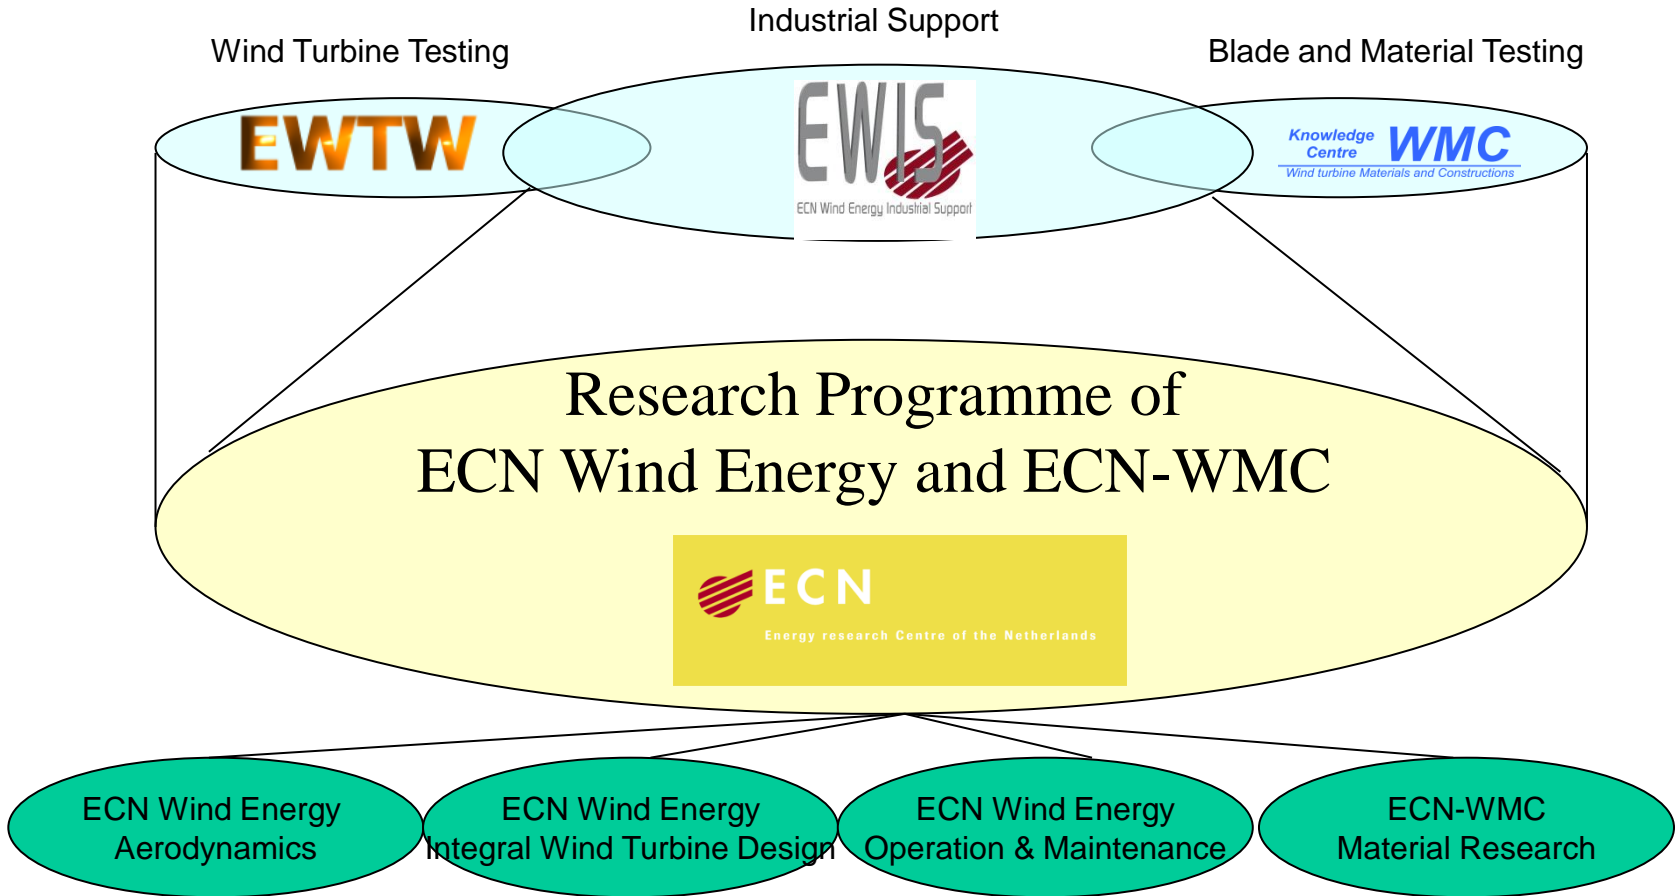 Industrial Support
Wind Turbine Testing
Blade and Material Testing
EWTW
EWIS
ECN Wind Energy Industrial Support
Knowledge
Centre
WMC
Wind turbine Materials and Constructions
Research Programme of
ECN Wind Energy and ECN-WMC
ECN
Energy research Centre of the Netherlands
ECN Wind Energy
Aerodynamics
ECN Wind Energy
Integral Wind Turbine Design
ECN Wind Energy
Operation & Maintenance
ECN-WMC
Material Research